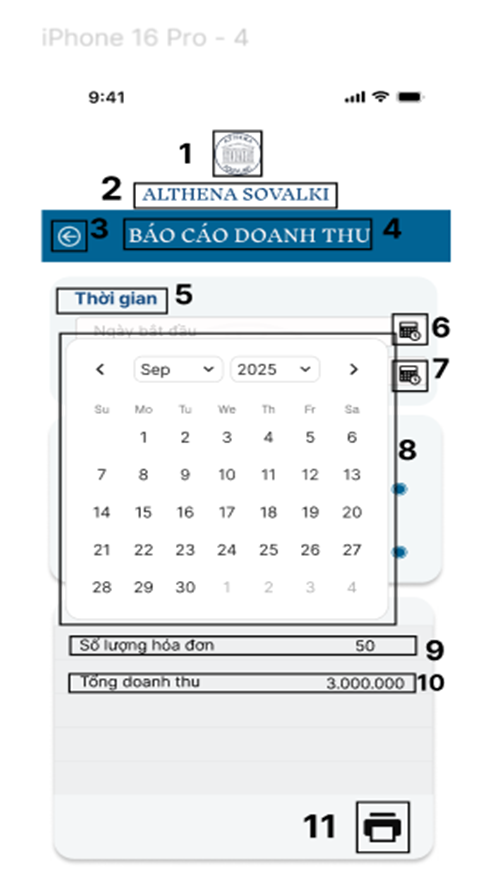 iPhone 16 Pro - 4
9:41
1
ATHENA
2 ALTHENA SOVALKI
3 BÁO CÁO DOANH THU 4
Thời gian 5
Ngày bắt đầu 6
7
Sep 2025
Su Mo Tu We Th Fr Sa
1 2 3 4 5 6
8
7 8 9 10 11 12 13
14 15 16 17 18 19 20
21 22 23 24 25 26 27
28 29 30 1 2 3 4
Số lượng hóa đơn 50 9
Tổng doanh thu 3.000.000 10
11